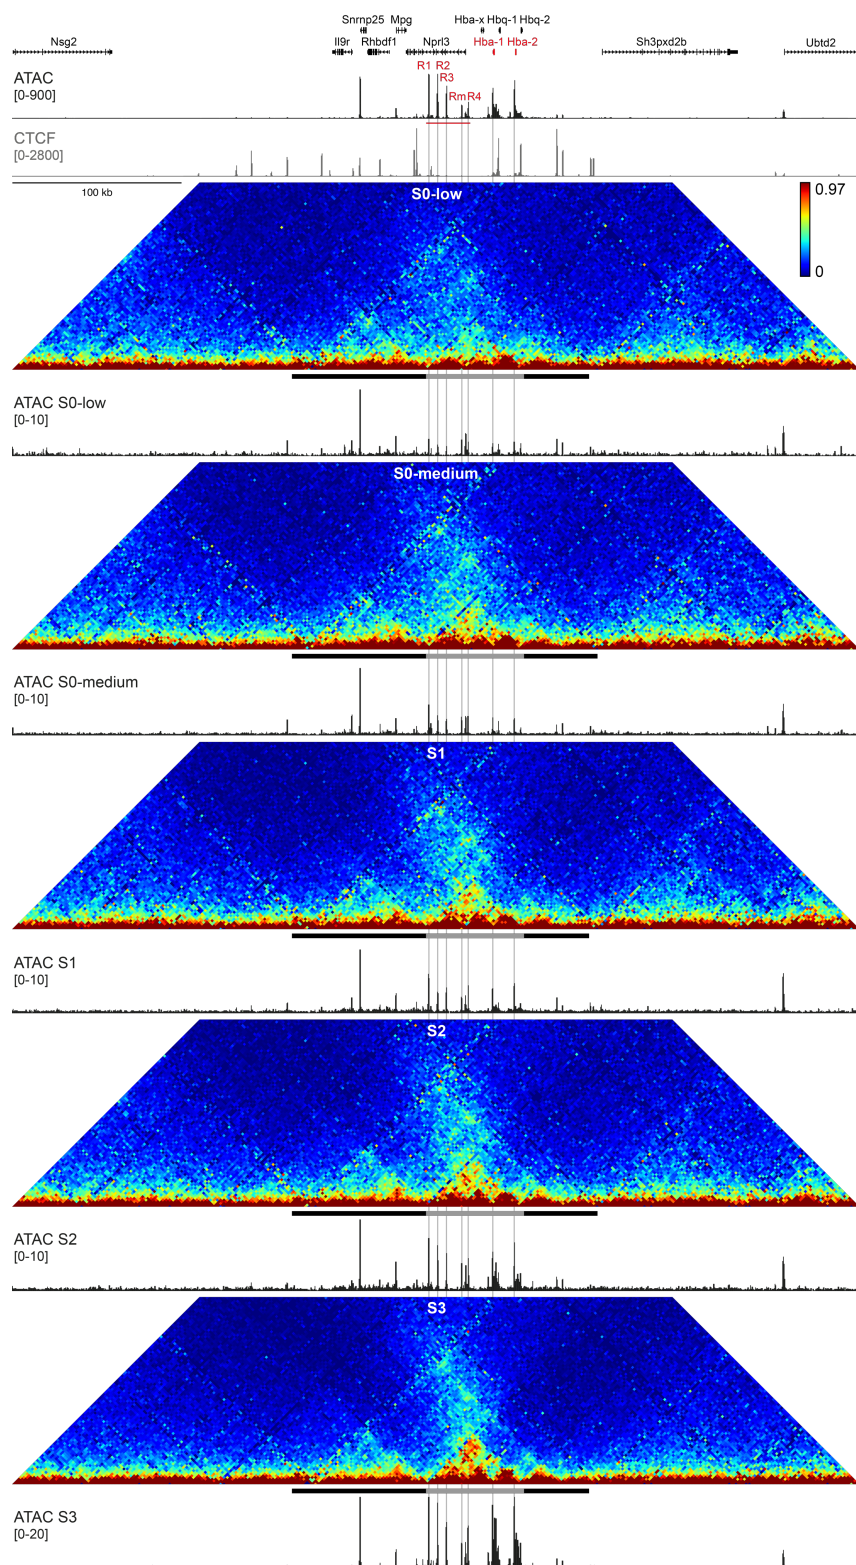 Snrnp25 Mpg Hba-x Hbq-1 Hbq-2
Nsg2 Il9r Rhbdf1 Nprl3 Hba-1 Hba-2 Sh3pxd2b Ubtd2
R1 R2
ATAC R3
[0-900] Rm R4
CTCF
[0-2800]
100 kb S0-low 0.97
0
ATAC S0-low
[0-10]
S0-medium
ATAC S0-medium
[0-10]
S1
ATAC S1
[0-10]
S2
ATAC S2
[0-10]
S3
ATAC S3
[0-20]